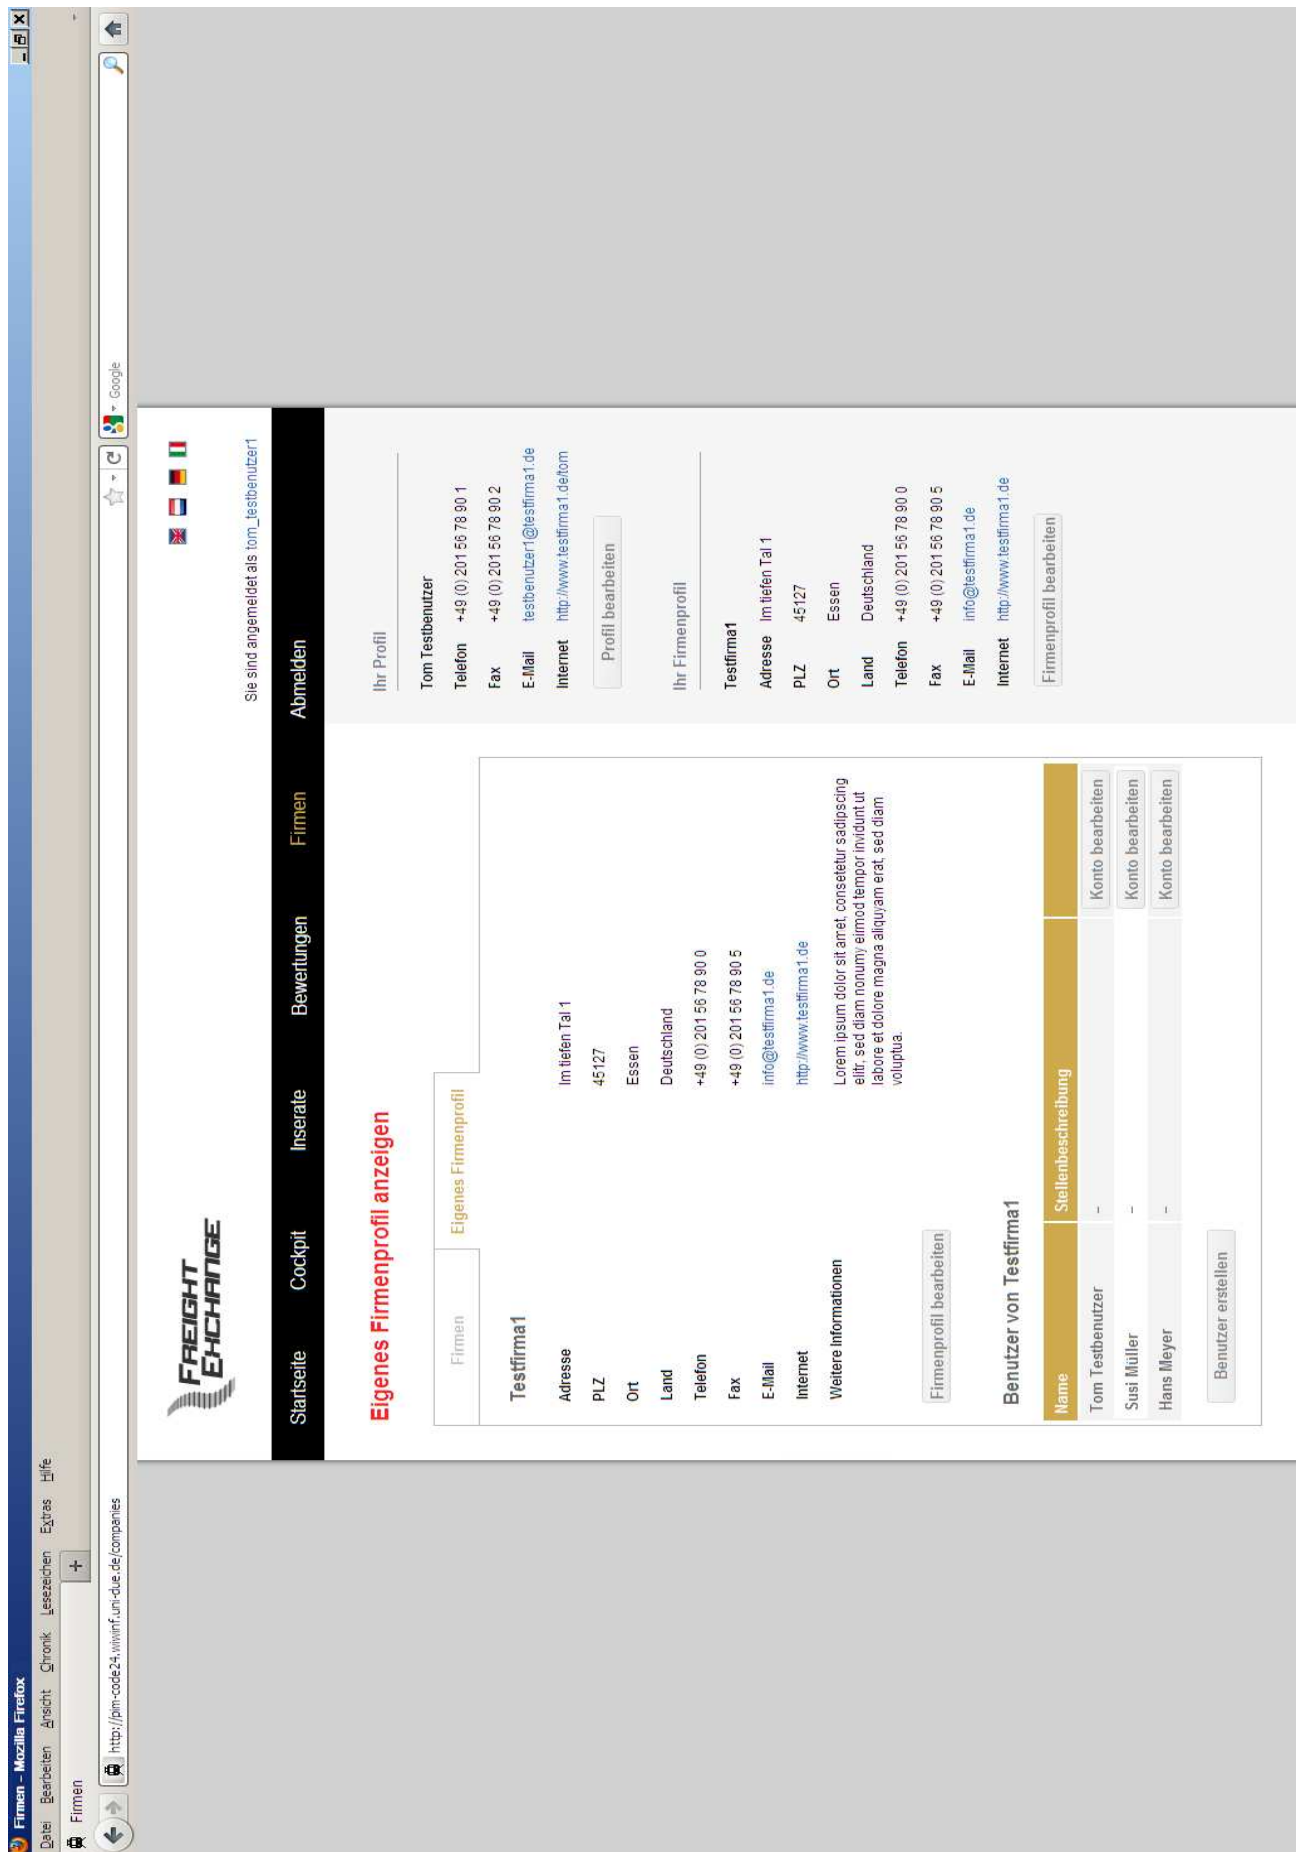 Firmen - Mozilla Firefox
Datei Bearbeiten Ansicht Chronik Lesezeichen Extras Hilfe
Firmen +
http://pim-code24.wiwinf.uni-due.de/companies Google
FREIGHT
EXCHANGE
Sie sind angemeldet als tom_testbenutzer1
Startseite Cockpit Inserate Bewertungen Firmen Abmelden
Eigenes Firmenprofil anzeigen
Firmen Eigenes Firmenprofil
Testfirma1
Adresse Im tiefen Tal 1
PLZ 45127
Ort Essen
Land Deutschland
Telefon +49 (0) 201 56 78 90 0
Fax +49 (0) 201 56 78 90 5
E-Mail info@testfirma1.de
Internet http://www.testfirma1.de
Weitere Informationen Lorem ipsum dolor sit amet, consetetur sadipscing
elitr, sed diam nonumy eirmod tempor invidunt ut
labore et dolore magna aliquyam erat, sed diam
voluptua.
Firmenprofil bearbeiten
Benutzer von Testfirma1
Name Stellenbeschreibung
Tom Testbenutzer – Konto bearbeiten
Susi Müller – Konto bearbeiten
Hans Meyer – Konto bearbeiten
Benutzer erstellen
Ihr Profil
Tom Testbenutzer
Telefon +49 (0) 201 56 78 90 1
Fax +49 (0) 201 56 78 90 2
E-Mail testbenutzer1@testfirma1.de
Internet http://www.testfirma1.de/tom
Profil bearbeiten
Ihr Firmenprofil
Testfirma1
Adresse Im tiefen Tal 1
PLZ 45127
Ort Essen
Land Deutschland
Telefon +49 (0) 201 56 78 90 0
Fax +49 (0) 201 56 78 90 5
E-Mail info@testfirma1.de
Internet http://www.testfirma1.de
Firmenprofil bearbeiten